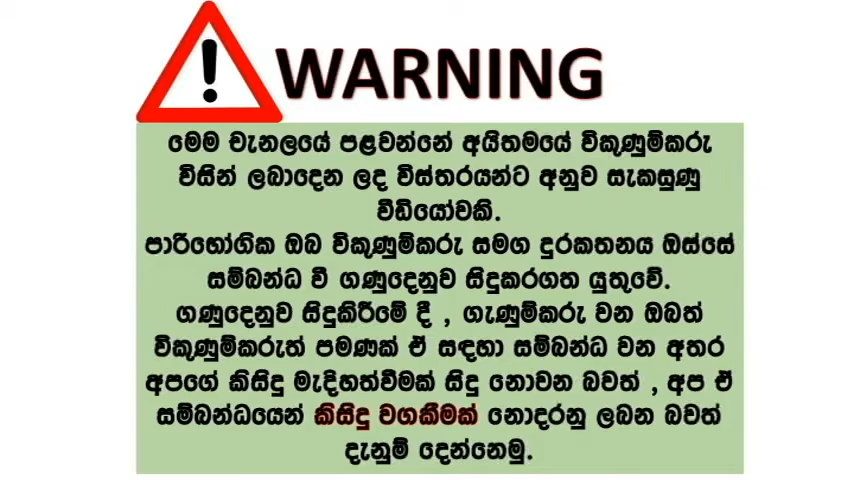 WARNING
මෙම චැනලයේ පළවන්නේ අයිතමයේ විකුණුම්කරු
විසින් ලබාදෙන ලද විස්තරයන්ට අනුව සැකසුණු
වීඩියෝවකි.
පාරිභෝගික ඔබ විකුණුම්කරු සමග දුරකතනය ඔස්සේ
සම්බන්ධ වී ගණුදෙනුව සිදුකරගත යුතුවේ.
ගණුදෙනුව සිදුකිරීමේ දී , ගැණුම්කරු වන ඔබත්
විකුණුම්කරුත් පමණක් ඒ සඳහා සම්බන්ධ වන අතර
අපගේ කිසිදු මැදිහත්වීමක් සිදු නොවන බවත් , අප ඒ
සම්බන්ධයෙන් කිසිදු වගකීමක් නොදරනු ලබන බවත්
දැනුම් දෙන්නෙමු.